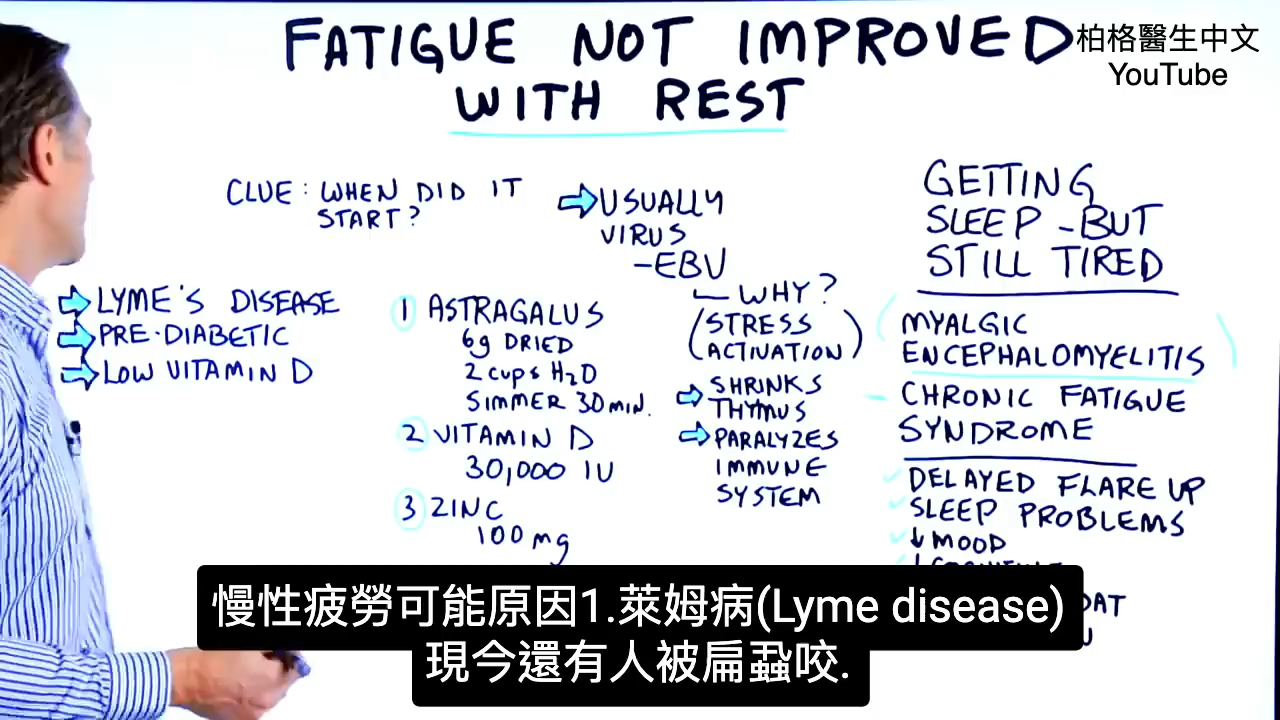 FATIGUE NOT IMPROVED
WITH REST
柏格醫生中文
YouTube
CLUE: WHEN DID IT
START?
LYME'S DISEASE
PRE-DIABETIC
LOW VITAMIN D
USUALLY
VIRUS
-EBV
WHY?
(STRESS
ACTIVATION)
SHRINKS
THYMUS
PARALYZES
IMMUNE
SYSTEM
1 ASTRAGALUS
6g DRIED
2 cups H2O
SIMMER 30 MIN.
2 VITAMIN D
30,000 IU
3 ZINC
100 mg
GETTING
SLEEP -BUT
STILL TIRED
(MYALGIC
ENCEPHALOMYELITIS)
- CHRONIC FATIGUE
SYNDROME
✓ DELAYED FLARE UP
✓ SLEEP PROBLEMS
✓ ↓ MOOD
慢性疲勞可能原因1.萊姆病(Lyme disease)
現今還有人被扁蝨咬.